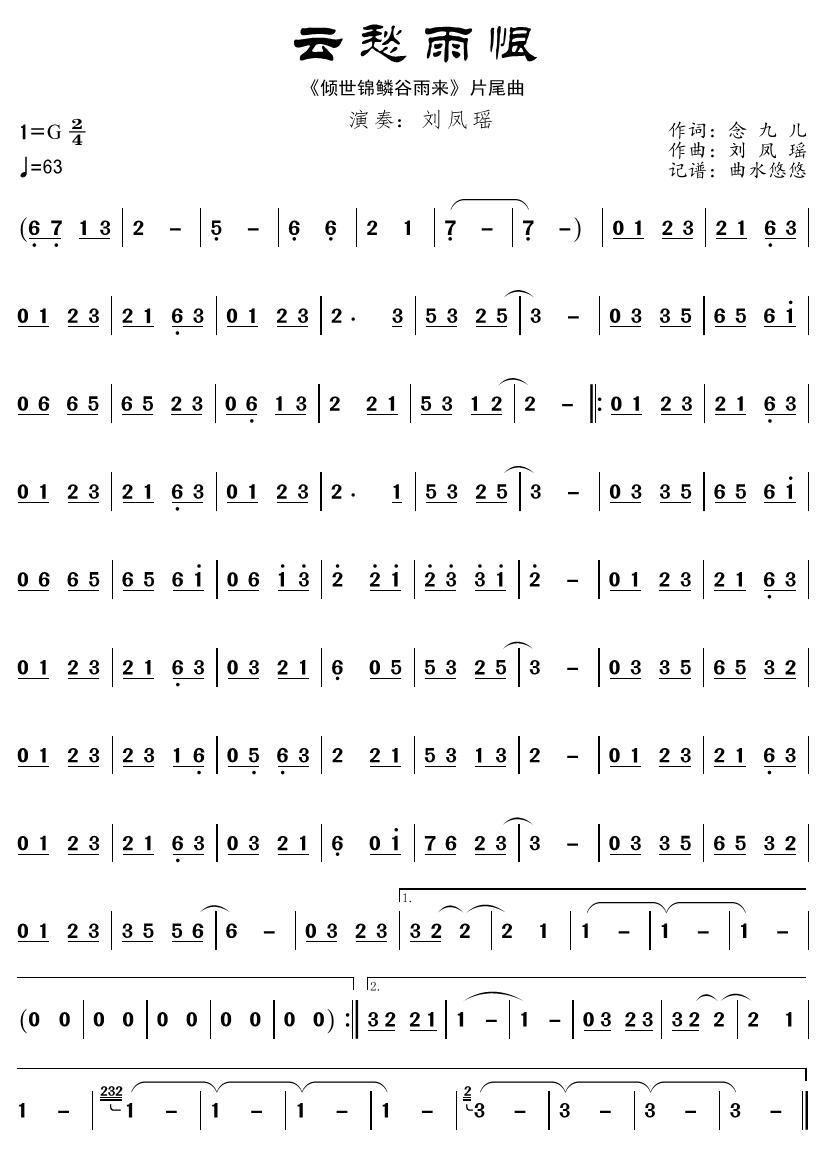 云愁雨恨
《倾世锦鳞谷雨来》片尾曲
演奏：刘凤瑶
1=G 2/4
♩=63
作词：念九儿
作曲：刘凤瑶
记谱：曲水悠悠
(6̣ 7̣ 1 3 | 2 - | 5̣ - | 6̣ 6̣ | 2 1 | 7̣ - | 7̣ -) | 0 1 2 3 | 2 1 6̣ 3 |
0 1 2 3 | 2 1 6̣ 3 | 0 1 2 3 | 2. 3 | 5 3 2 5 | 3 - | 0 3 3 5 | 6 5 6 1̇ |
0 6 6 5 | 6 5 2 3 | 0 6̣ 1 3 | 2 2 1 | 5 3 1 2 | 2 - ‖: 0 1 2 3 | 2 1 6̣ 3 |
0 1 2 3 | 2 1 6̣ 3 | 0 1 2 3 | 2. 1 | 5 3 2 5 | 3 - | 0 3 3 5 | 6 5 6 1̇ |
0 6 6 5 | 6 5 6 1̇ | 0 6 1̇ 3̇ | 2̇ 2̇ 1̇ | 2̇ 3̇ 3̇ 1̇ | 2̇ - | 0 1 2 3 | 2 1 6̣ 3 |
0 1 2 3 | 2 1 6̣ 3 | 0 3 2 1 | 6̣ 0 5 | 5 3 2 5 | 3 - | 0 3 3 5 | 6 5 3 2 |
0 1 2 3 | 2 3 1 6̣ | 0 5̣ 6̣ 3 | 2 2 1 | 5 3 1 3 | 2 - | 0 1 2 3 | 2 1 6̣ 3 |
0 1 2 3 | 2 1 6̣ 3 | 0 3 2 1 | 6̣ 0 1̇ | 7 6 2 3 | 3 - | 0 3 3 5 | 6 5 3 2 |
1.
0 1 2 3 | 3 5 5 6 | 6 - | 0 3 2 3 | 3 2 2 | 2 1 | 1 - | 1 - | 1 - |
2.
(0 0 | 0 0 | 0 0 | 0 0 | 0 0) :‖ 3 2 2 1 | 1 - | 1 - | 0 3 2 3 | 3 2 2 | 2 1 |
1 - | 232 1 - | 1 - | 1 - | 1 - | 2 3 - | 3 - | 3 - | 3 - ‖